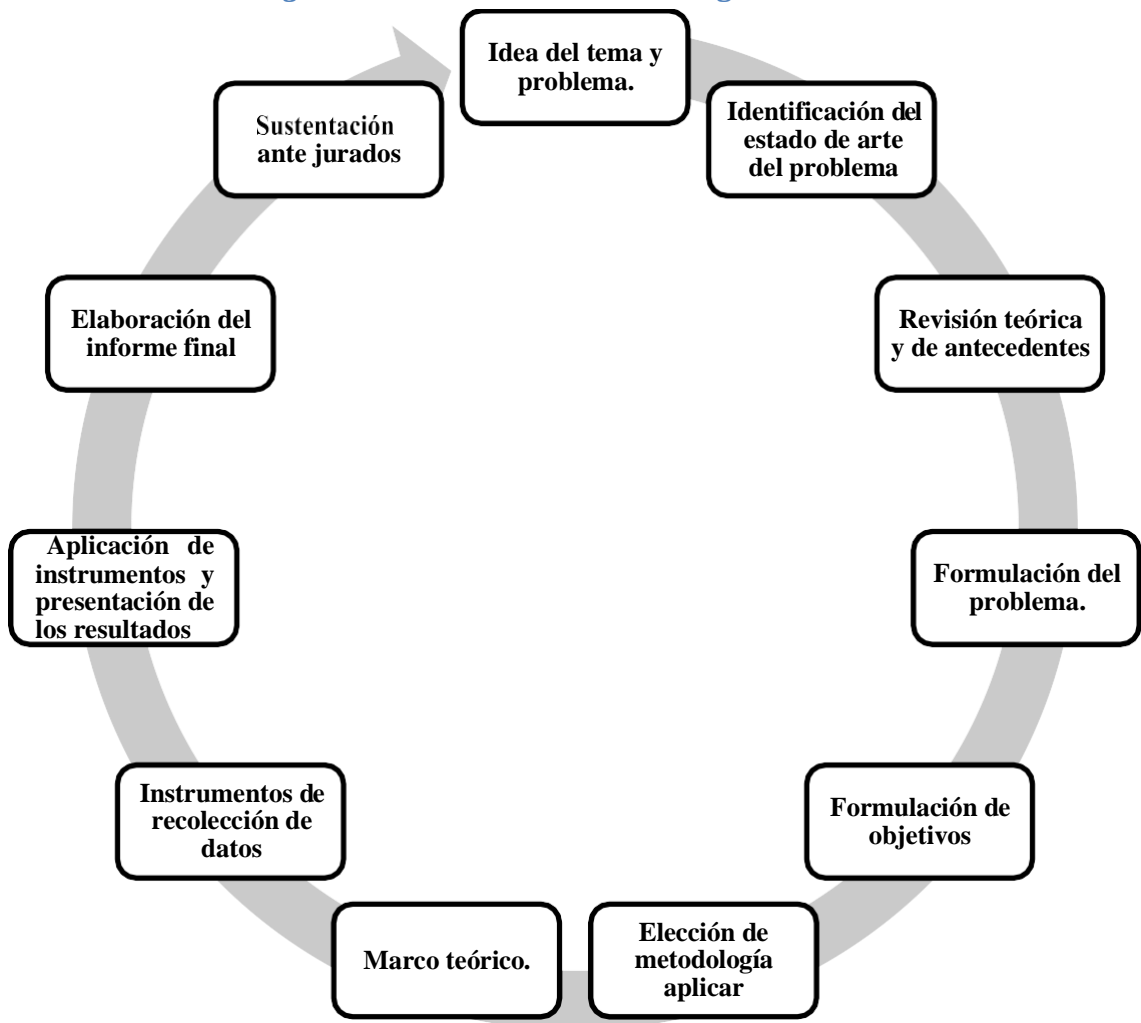 Idea del tema y
problema.
Identificación del
estado de arte
del problema
Revisión teórica
y de antecedentes
Formulación del
problema.
Formulación de
objetivos
Elección de
metodología
aplicar
Marco teórico.
Instrumentos de
recolección de
datos
Aplicación de
instrumentos y
presentación de
los resultados
Elaboración del
informe final
Sustentación
ante jurados